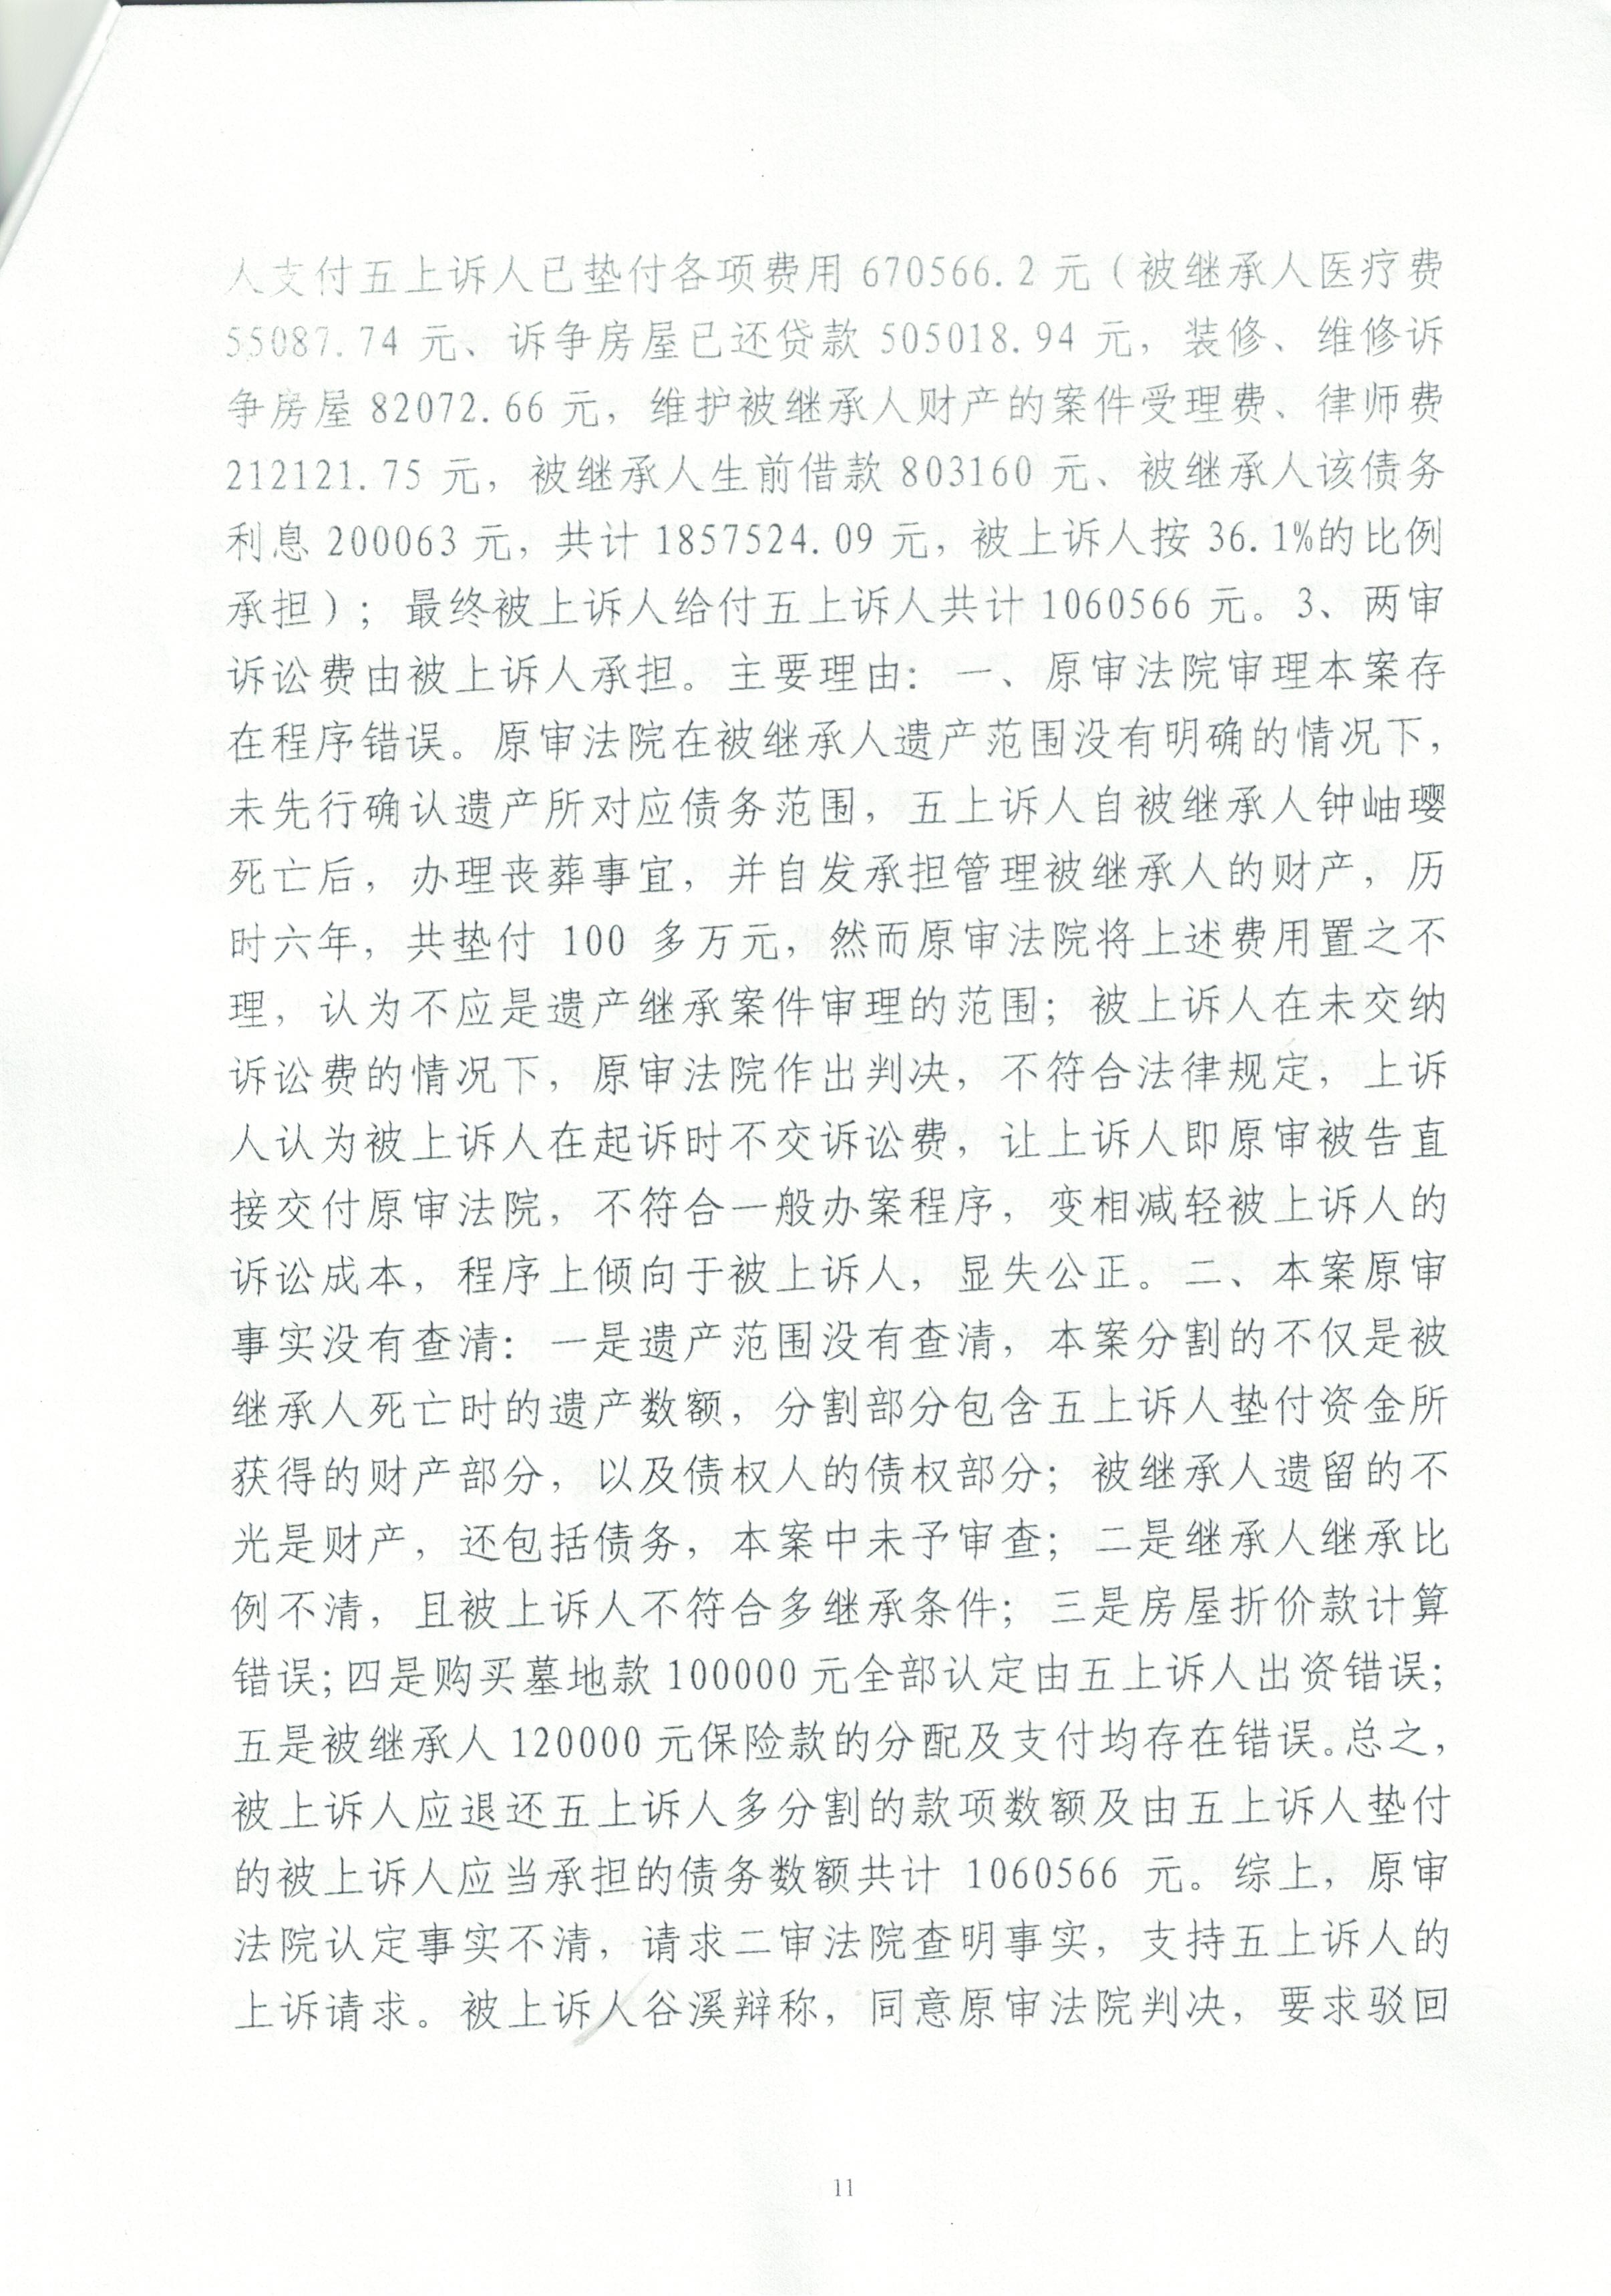 人支付五上诉人已垫付各项费用 670566.2 元（被继承人医疗费
55087.74 元、诉争房屋已还贷款 505018.94 元，装修、维修诉
争房屋 82072.66 元，维护被继承人财产的案件受理费、律师费
212121.75 元，被继承人生前借款 803160 元、被继承人该债务
利息 200063 元，共计 1857524.09 元，被上诉人按 36.1%的比例
承担）；最终被上诉人给付五上诉人共计 1060566 元。3、两审
诉讼费由被上诉人承担。主要理由：一、原审法院审理本案存
在程序错误。原审法院在被继承人遗产范围没有明确的情况下，
未先行确认遗产所对应债务范围，五上诉人自被继承人钟岫璎
死亡后，办理丧葬事宜，并自发承担管理被继承人的财产，历
时六年，共垫付 100 多万元，然而原审法院将上述费用置之不
理，认为不应是遗产继承案件审理的范围；被上诉人在未交纳
诉讼费的情况下，原审法院作出判决，不符合法律规定，上诉
人认为被上诉人在起诉时不交诉讼费，让上诉人即原审被告直
接交付原审法院，不符合一般办案程序，变相减轻被上诉人的
诉讼成本，程序上倾向于被上诉人，显失公正。二、本案原审
事实没有查清：一是遗产范围没有查清，本案分割的不仅是被
继承人死亡时的遗产数额，分割部分包含五上诉人垫付资金所
获得的财产部分，以及债权人的债权部分；被继承人遗留的不
光是财产，还包括债务，本案中未予审查；二是继承人继承比
例不清，且被上诉人不符合多继承条件；三是房屋折价款计算
错误；四是购买墓地款 100000 元全部认定由五上诉人出资错误；
五是被继承人 120000 元保险款的分配及支付均存在错误。总之，
被上诉人应退还五上诉人多分割的款项数额及由五上诉人垫付
的被上诉人应当承担的债务数额共计 1060566 元。综上，原审
法院认定事实不清，请求二审法院查明事实，支持五上诉人的
上诉请求。被上诉人谷溪辩称，同意原审法院判决，要求驳回
11